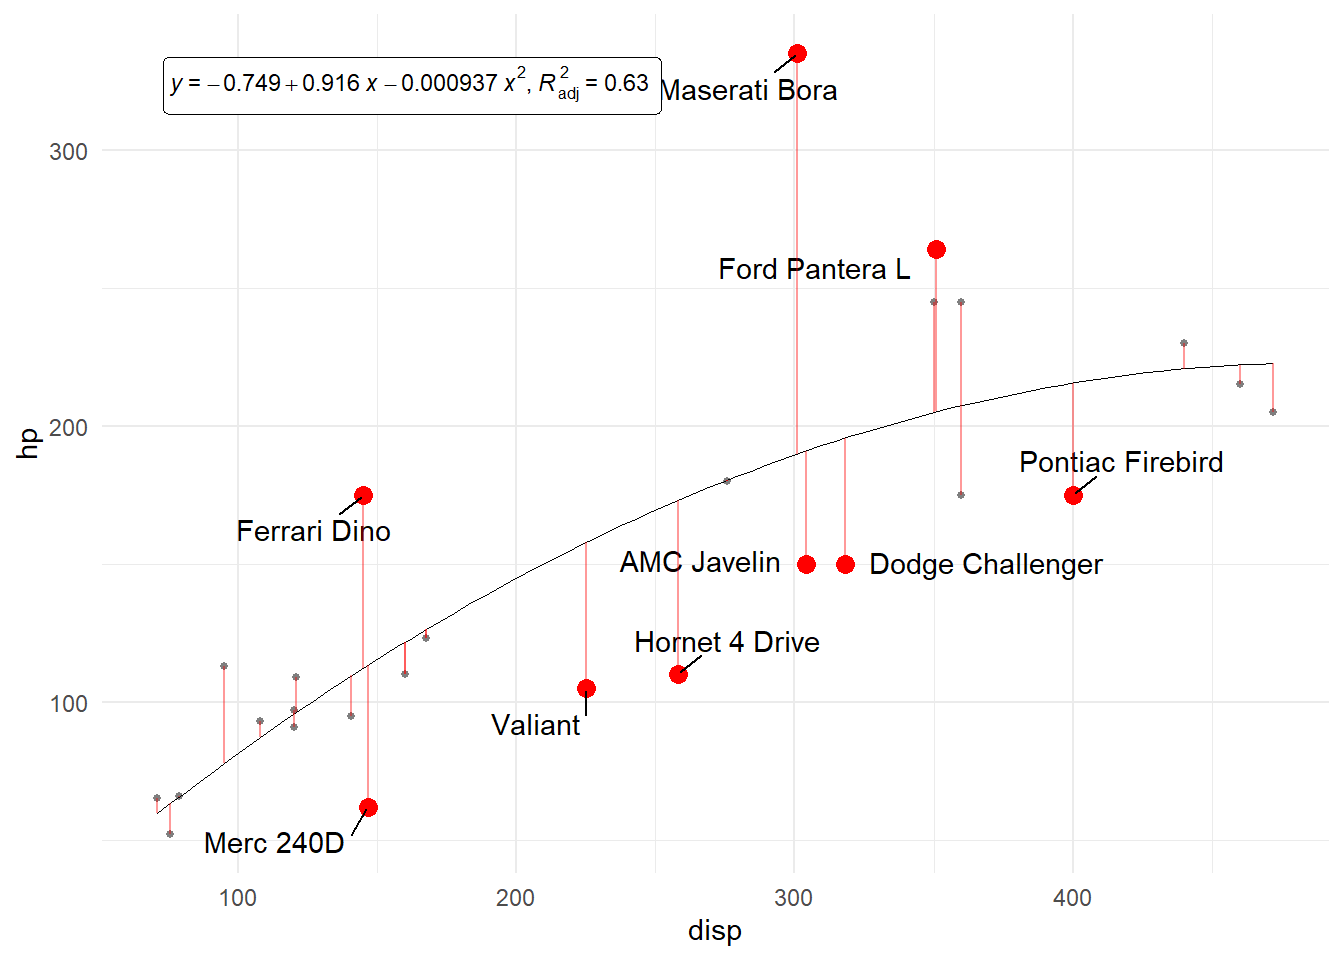 y = −0.749 + 0.916 x − 0.000937 x², R²adj = 0.63
Maserati Bora
300
Ford Pantera L
hp
200
Pontiac Firebird
Ferrari Dino
AMC Javelin
Dodge Challenger
Hornet 4 Drive
100
Valiant
Merc 240D
100 200 300 400
disp